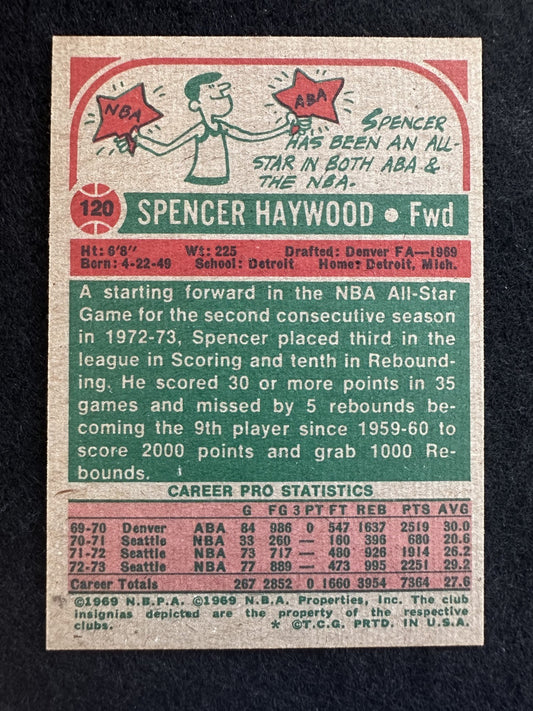 NBA
ABA
SPENCER
HAS BEEN AN ALL-
STAR IN BOTH ABA &
THE NBA.
120 SPENCER HAYWOOD • Fwd
Ht: 6'8" Wt: 225 Drafted: Denver FA—1969
Born: 4-22-49 School: Detroit Home: Detroit, Mich.
A starting forward in the NBA All-Star
Game for the second consecutive season
in 1972-73, Spencer placed third in the
league in Scoring and tenth in Rebound-
ing. He scored 30 or more points in 35
games and missed by 5 rebounds be-
coming the 9th player since 1959-60 to
score 2000 points and grab 1000 Re-
bounds.
CAREER PRO STATISTICS
G FG 3 PT FT REB PTS AVG
69-70 Denver ABA 84 986 0 547 1637 2519 30.0
70-71 Seattle NBA 33 260 — 160 396 680 20.6
71-72 Seattle NBA 73 717 — 480 926 1914 26.2
72-73 Seattle NBA 77 889 — 473 995 2251 29.2
Career Totals 267 2852 0 1660 3954 7364 27.6
©1969 N.B.P.A. ©1969 N.B.A. Properties, Inc. The club
insignias depicted are the property of the respective
clubs. * ©T.C.G. PRTD. IN U.S.A.